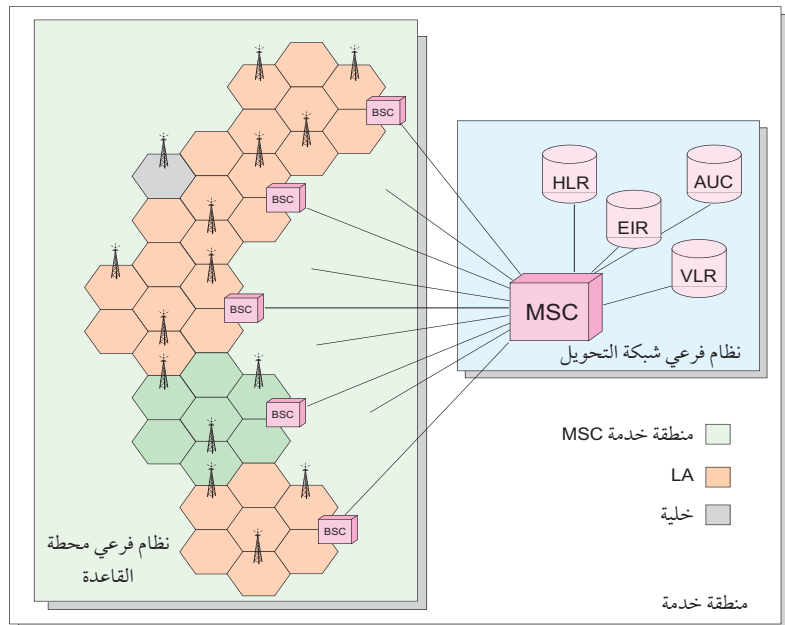 BSC
BSC
BSC
BSC
BSC
HLR
AUC
EIR
VLR
MSC
نظام فرعي شبكة التحويل
منطقة خدمة MSC
LA
خلية
نظام فرعي محطة
القاعدة
منطقة خدمة